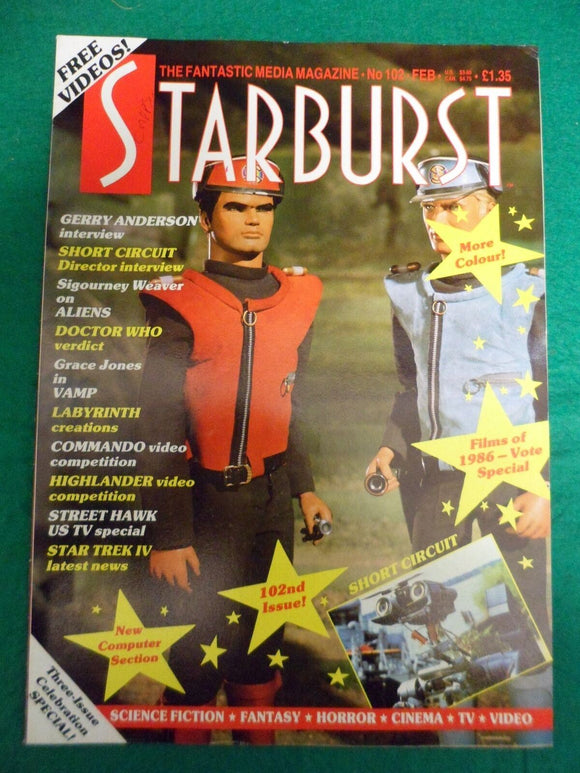 FREE
VIDEOS!
THE FANTASTIC MEDIA MAGAZINE · No 102 · FEB · U.S. CAN. · £1.35
STARBURST
GERRY ANDERSON
interview
SHORT CIRCUIT
Director interview
Sigourney Weaver
on
ALIENS
DOCTOR WHO
verdict
Grace Jones
in
VAMP
LABYRINTH
creations
COMMANDO video
competition
HIGHLANDER video
competition
STREET HAWK
US TV special
STAR TREK IV
latest news
More
Colour!
Films of
1986 – Vote
Special
SHORT CIRCUIT
102nd
Issue!
New
Computer
Section
Three-Issue
Celebration
SPECIAL!
SCIENCE FICTION ★ FANTASY ★ HORROR ★ CINEMA ★ TV ★ VIDEO